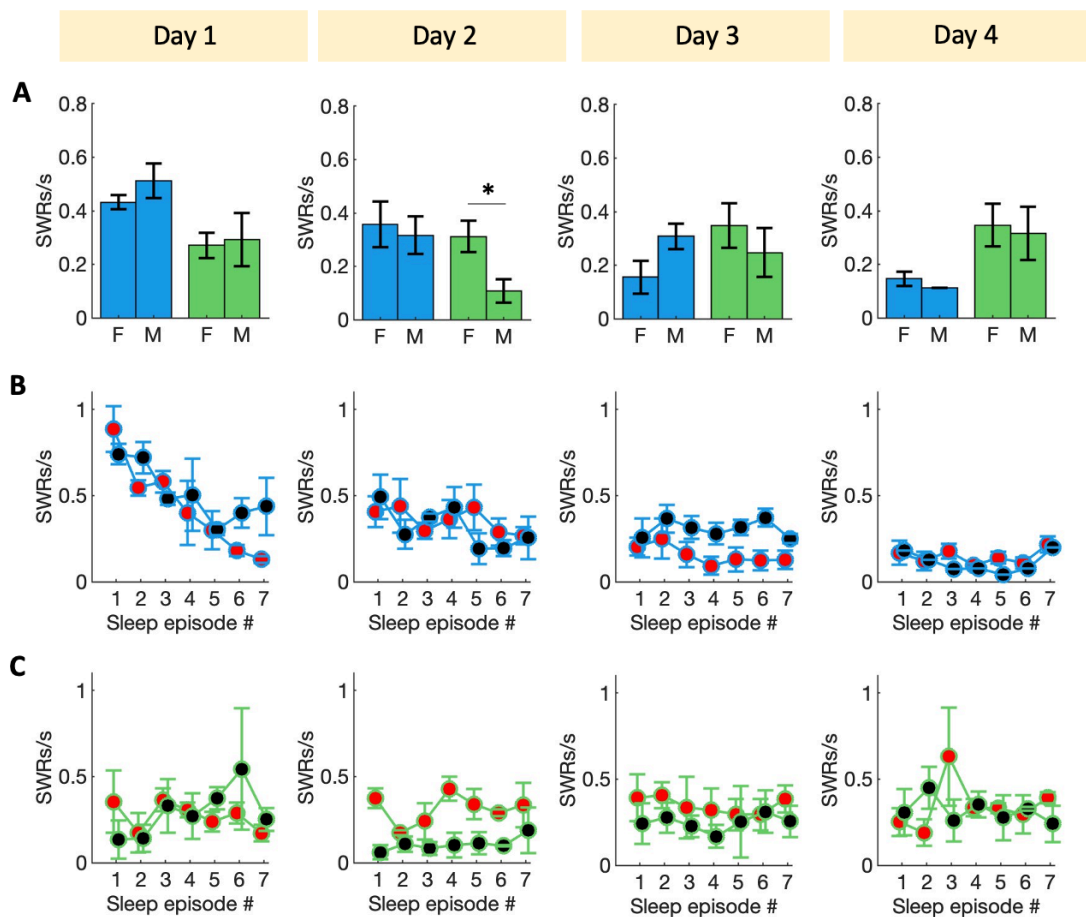 Day 1 Day 2 Day 3 Day 4
A
0.8 0.8 0.8 0.8
0.6 0.6 0.6 0.6
SWRs/s SWRs/s SWRs/s SWRs/s
*
0.4 0.4 0.4 0.4
0.2 0.2 0.2 0.2
0 0 0 0
F M F M F M F M F M F M F M F M
B
1 1 1 1
SWRs/s SWRs/s SWRs/s SWRs/s
0.5 0.5 0.5 0.5
0 0 0 0
1 2 3 4 5 6 7 1 2 3 4 5 6 7 1 2 3 4 5 6 7 1 2 3 4 5 6 7
Sleep episode # Sleep episode # Sleep episode # Sleep episode #
C
1 1 1 1
SWRs/s SWRs/s SWRs/s SWRs/s
0.5 0.5 0.5 0.5
0 0 0 0
1 2 3 4 5 6 7 1 2 3 4 5 6 7 1 2 3 4 5 6 7 1 2 3 4 5 6 7
Sleep episode # Sleep episode # Sleep episode # Sleep episode #